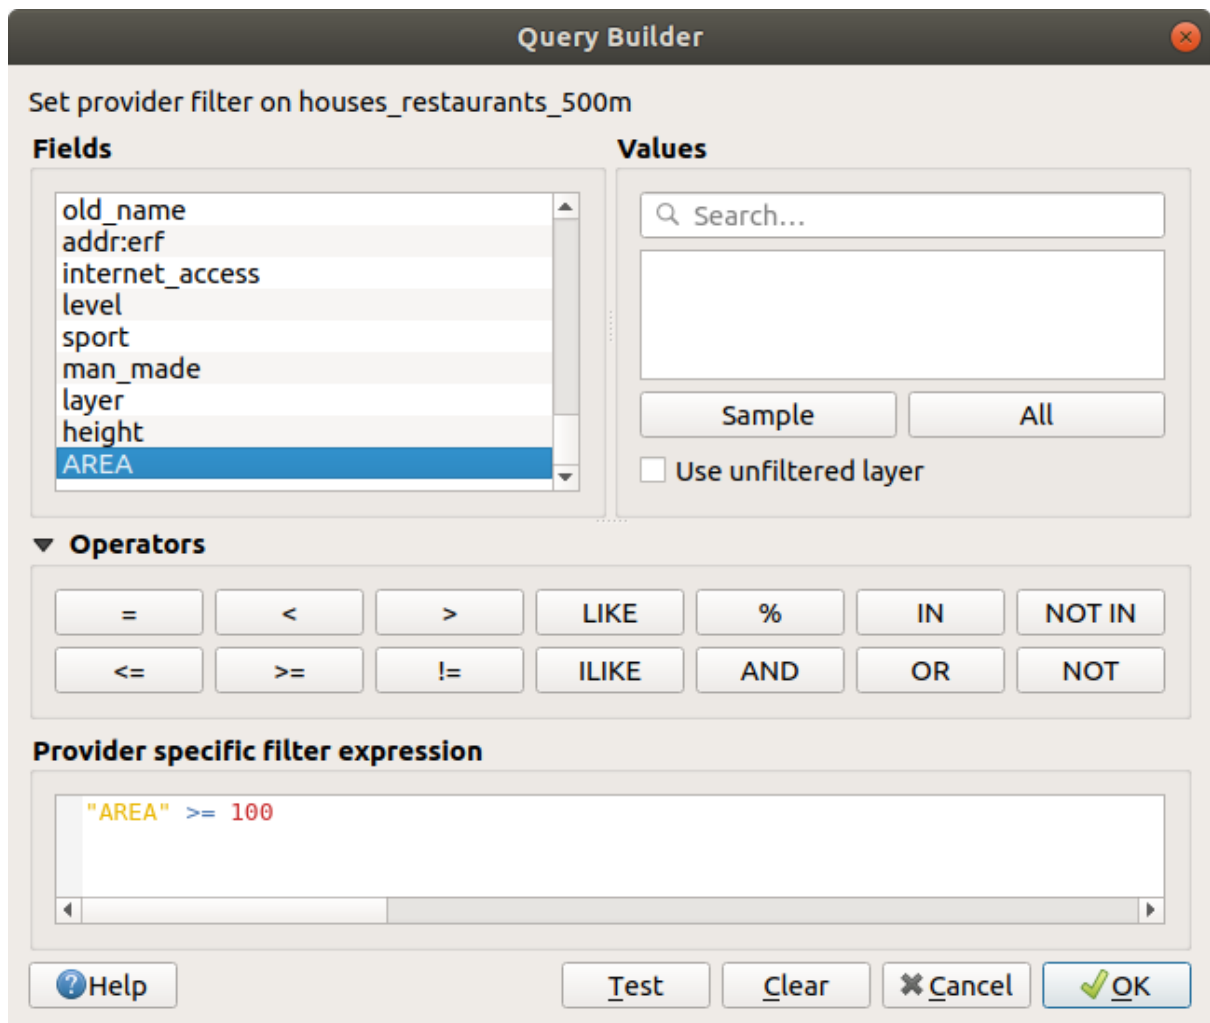 Query Builder
Set provider filter on houses_restaurants_500m
Fields
Values
old_name
addr:erf
internet_access
level
sport
man_made
layer
height
AREA
Search...
Sample All
Use unfiltered layer
Operators
= < > LIKE % IN NOT IN
<= >= != ILIKE AND OR NOT
Provider specific filter expression
"AREA" >= 100
Help Test Clear Cancel OK